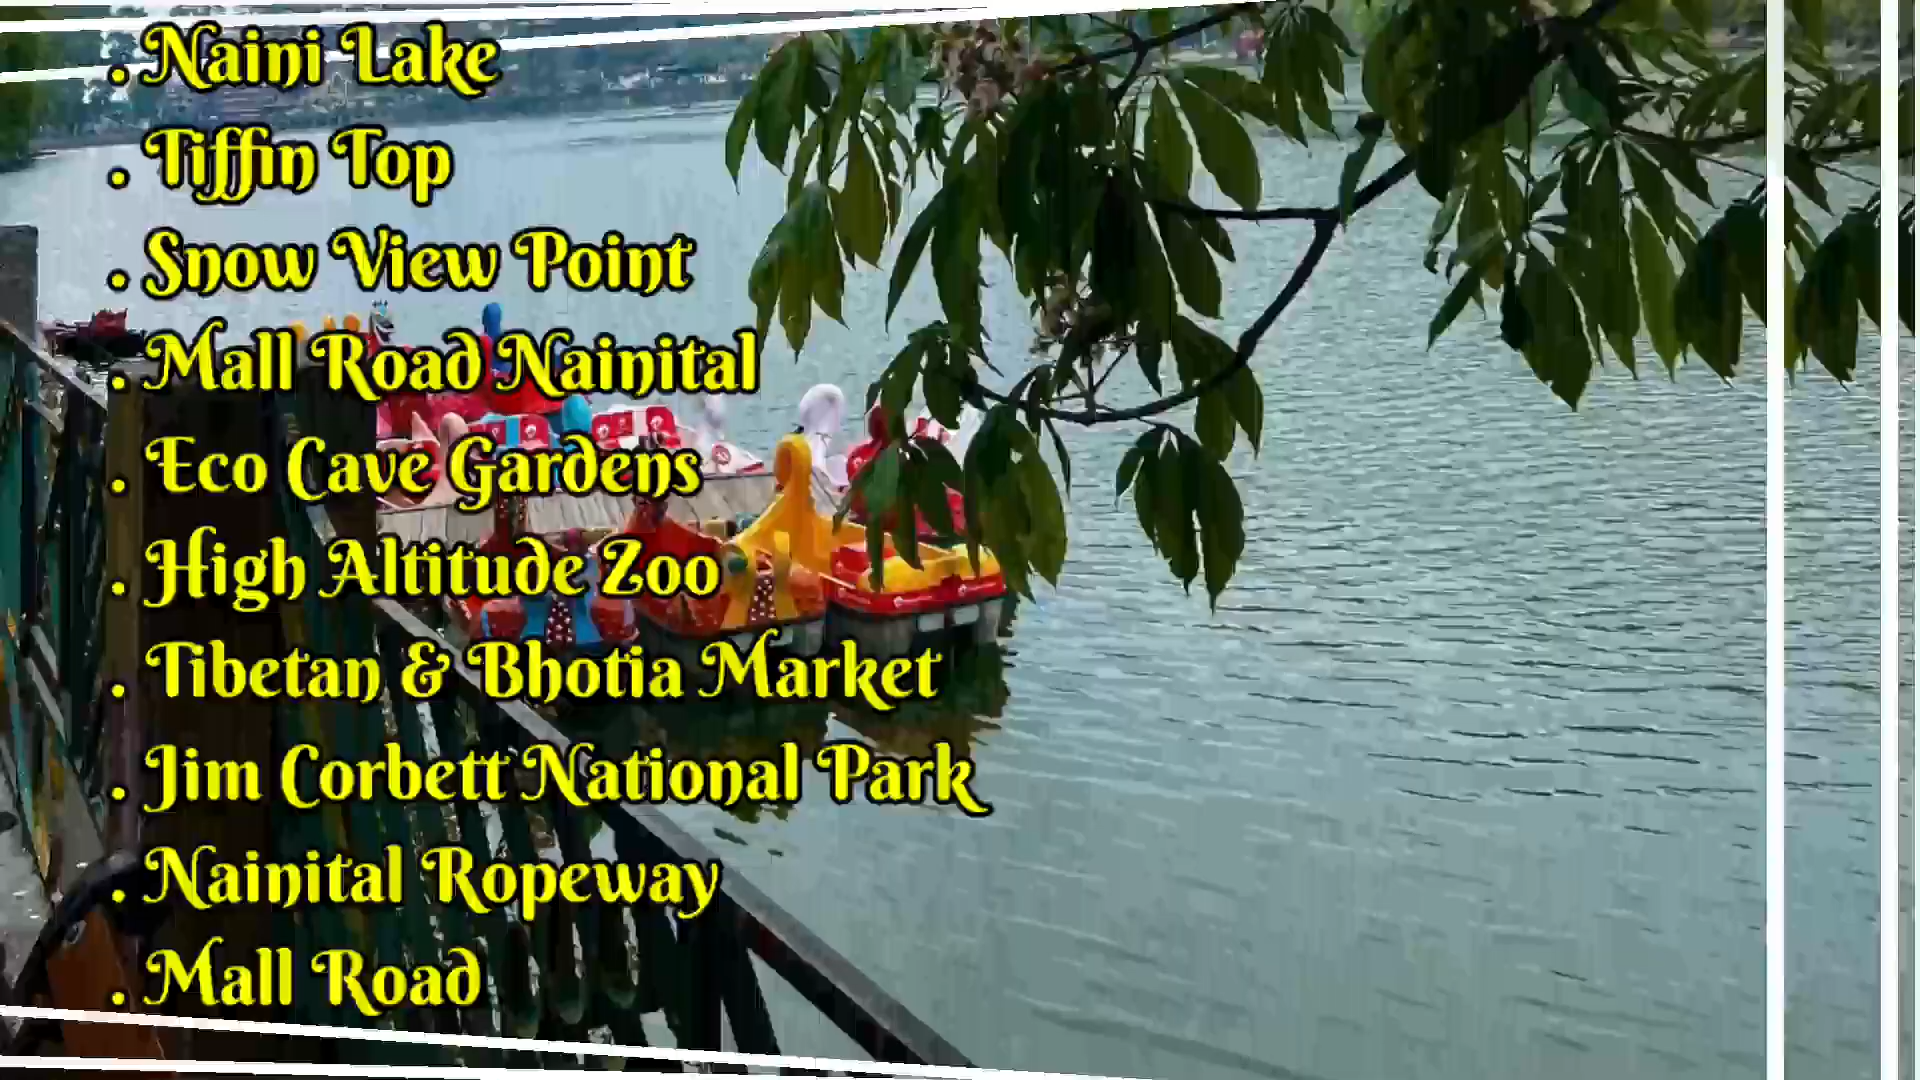 . Naini Lake
. Tiffin Top
. Snow View Point
. Mall Road Nainital
. Eco Cave Gardens
. High Altitude Zoo
. Tibetan & Bhotia Market
. Jim Corbett National Park
. Nainital Ropeway
. Mall Road